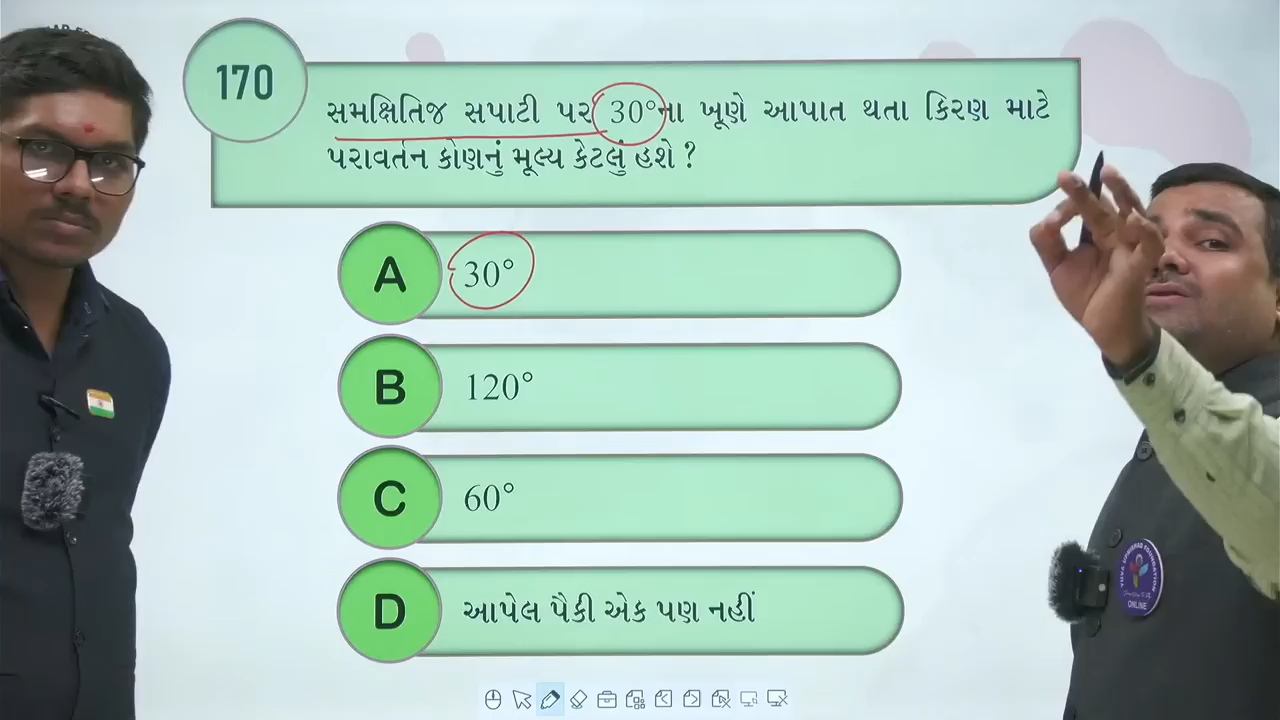 170
સમક્ષિતિજ સપાટી પર 30°ના ખૂણે આપાત થતા કિરણ માટે
પરાવર્તન કોણનું મૂલ્ય કેટલું હશે ?
A 30°
B 120°
C 60°
D આપેલ પૈકી એક પણ નહીં
ONLINE